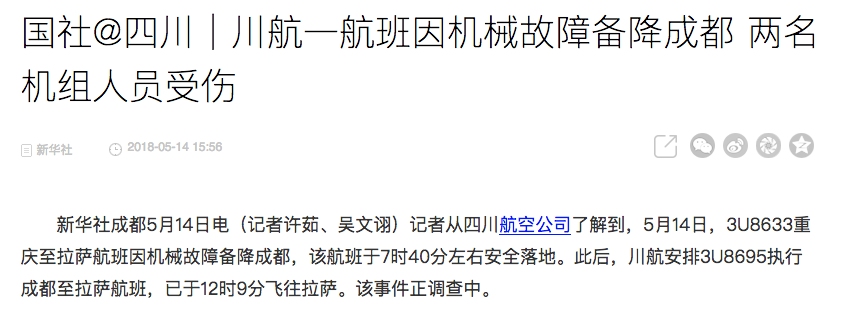 国社@四川｜川航一航班因机械故障备降成都 两名
机组人员受伤
新华社 2018-05-14 15:56
新华社成都5月14日电（记者许茹、吴文诩）记者从四川航空公司了解到，5月14日，3U8633重
庆至拉萨航班因机械故障备降成都，该航班于7时40分左右安全落地。此后，川航安排3U8695执行
成都至拉萨航班，已于12时9分飞往拉萨。该事件正调查中。